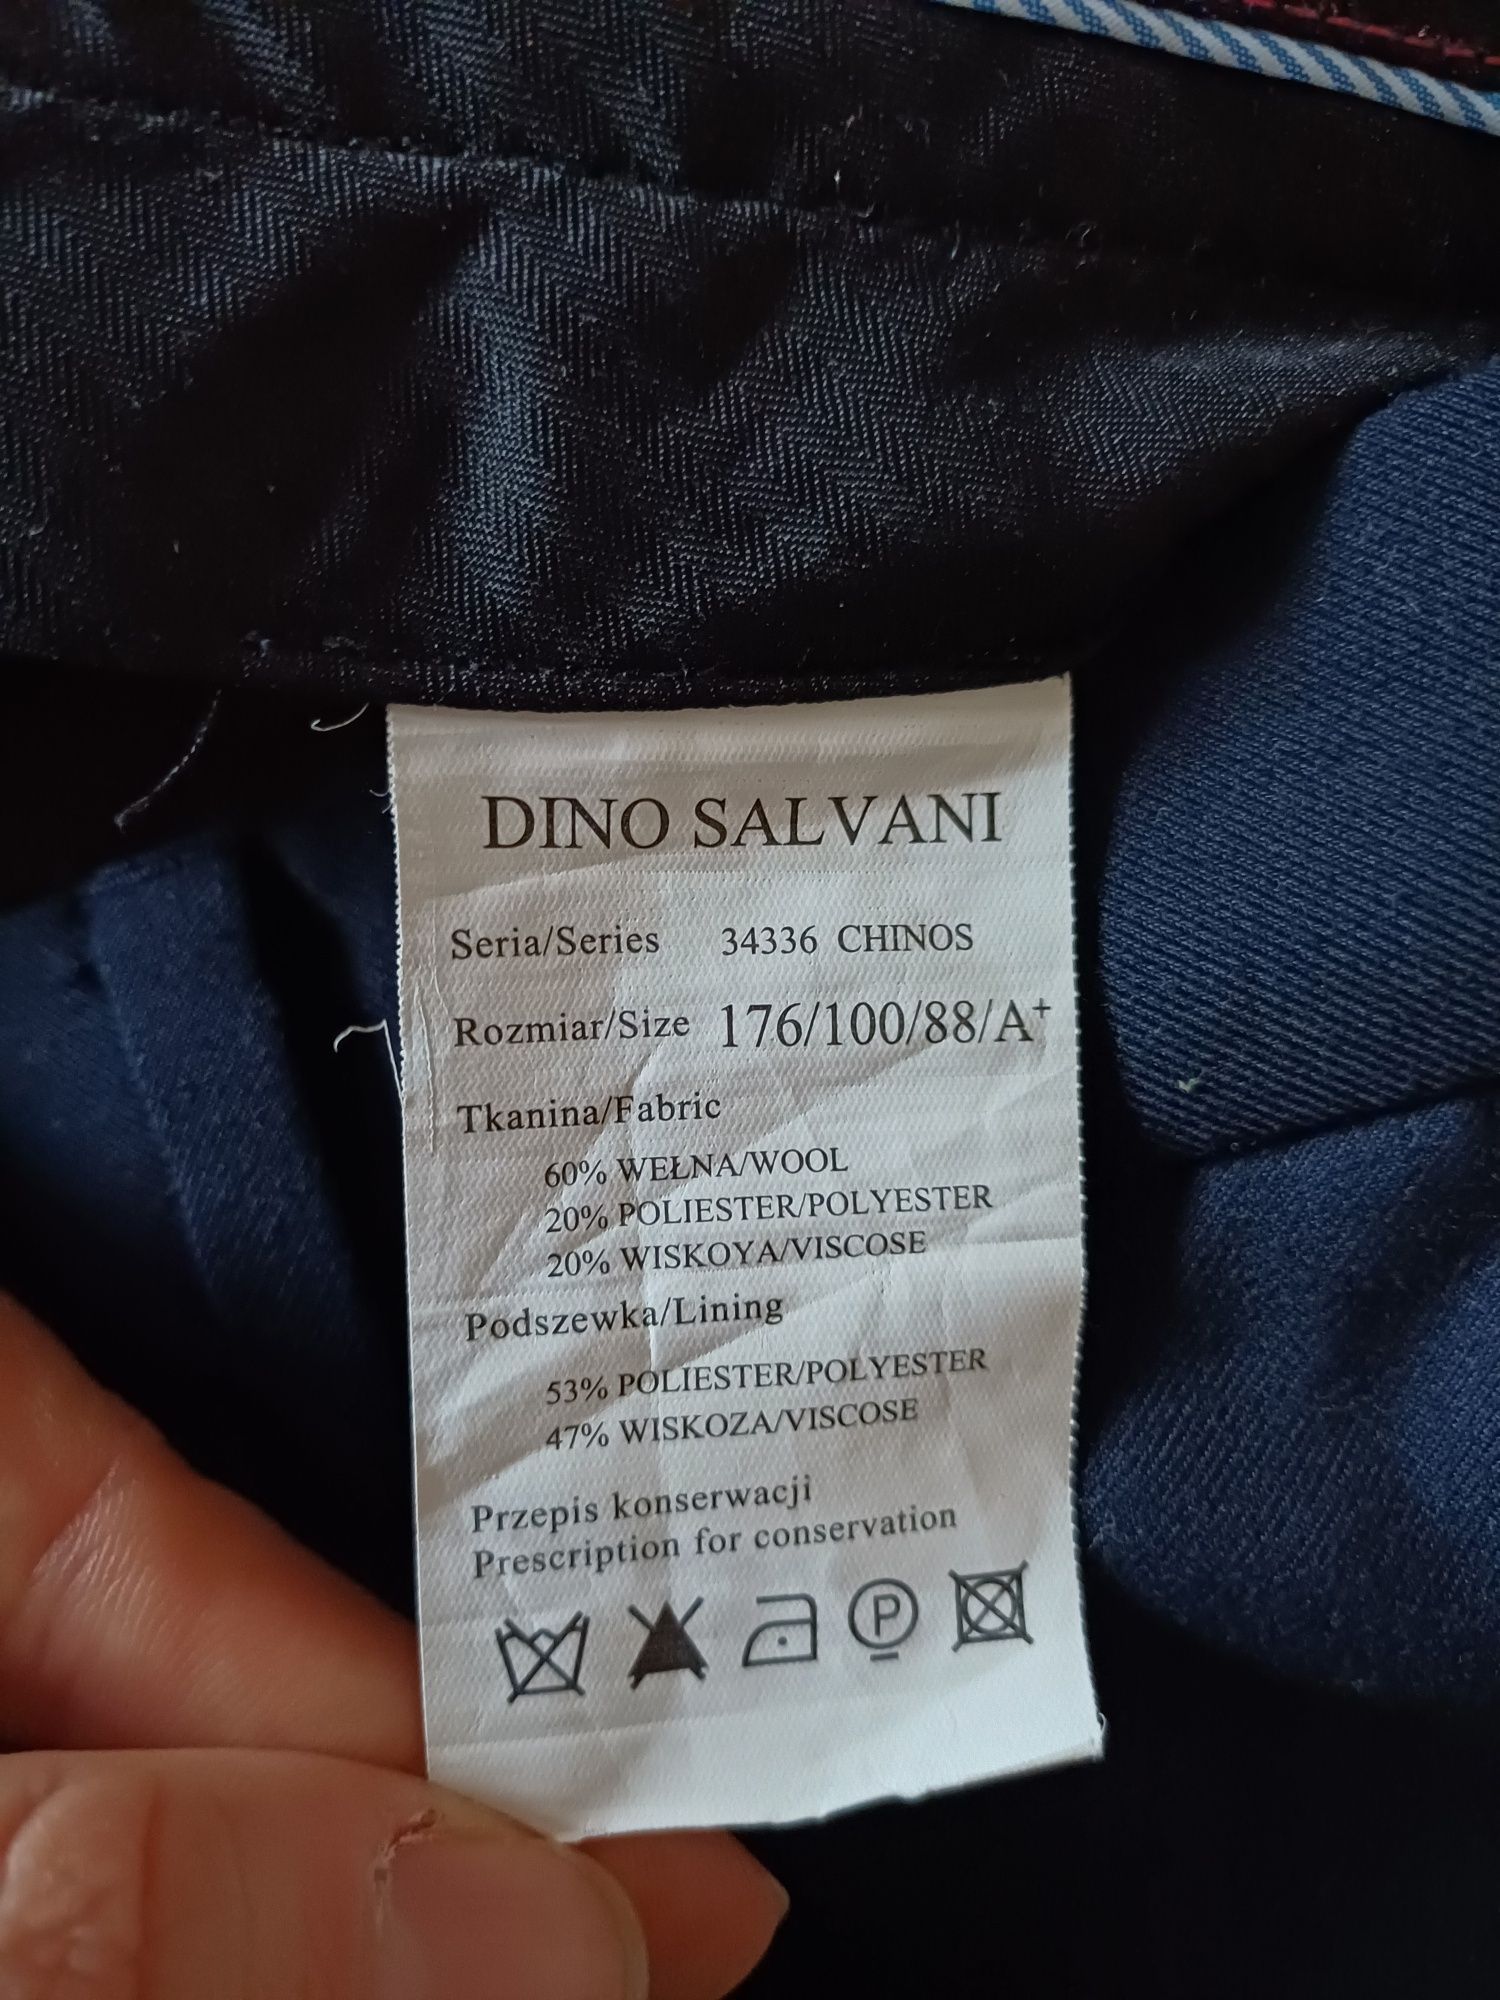 DINO SALVANI
Seria/Series 34336 CHINOS
Rozmiar/Size 176/100/88/A+
Tkanina/Fabric
60% WEŁNA/WOOL
20% POLIESTER/POLYESTER
20% WISKOYA/VISCOSE
Podszewka/Lining
53% POLIESTER/POLYESTER
47% WISKOZA/VISCOSE
Przepis konserwacji
Prescription for conservation
P